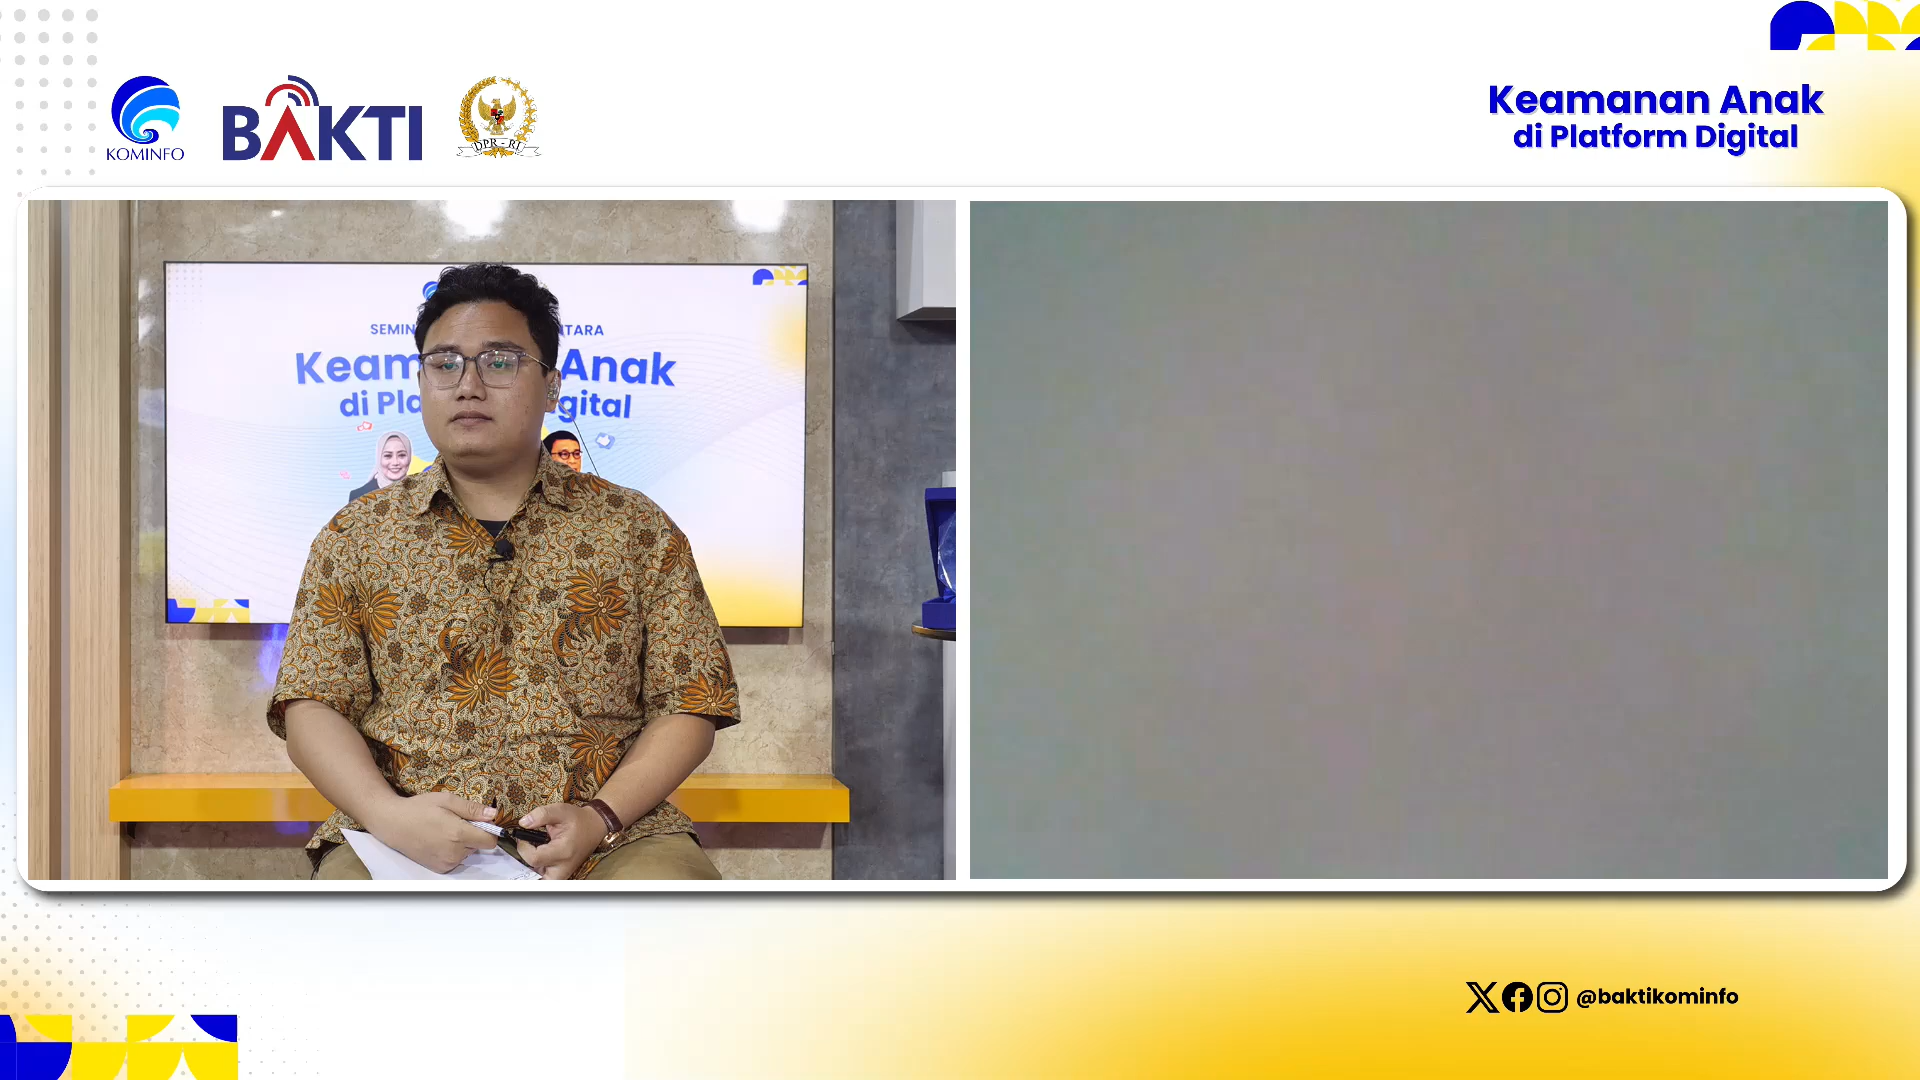 KOMINFO
BAKTI
DPR - RI
Keamanan Anak
di Platform Digital
SEMIN
TARA
Keam Anak
di Pla gital
@baktikominfo